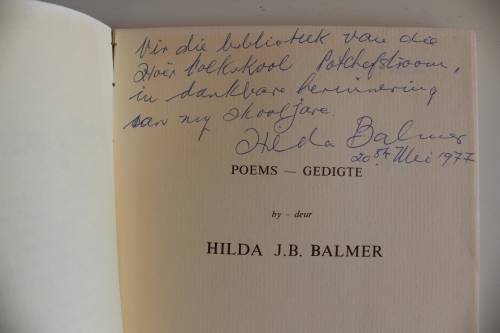 Vir die biblioteek van die
Hoër Volkskool Potchefstroom,
in dankbare herinnering
aan my skooljare.
Hilda Balmer
20ste Mei 1977
POEMS — GEDIGTE
by - deur
HILDA J.B. BALMER